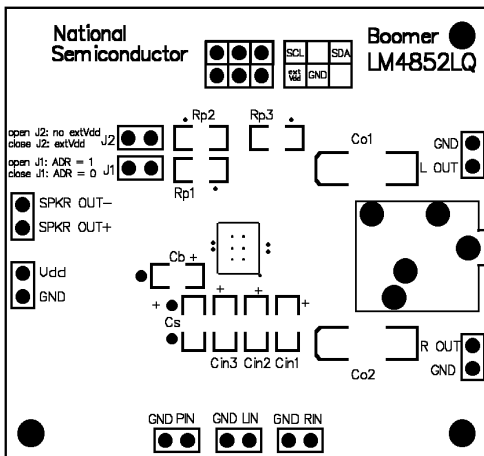 National
Semiconductor
SCL SDA
ext Vdd GND
Boomer
LM4852LQ
Rp2 Rp3
Co1
open J2: no extVdd
close J2: extVdd
J2
open J1: ADR = 1
close J1: ADR = 0
J1
Rp1
GND
L OUT
SPKR OUT-
SPKR OUT+
Cb +
Vdd
GND
+ + + +
Cs
Cin3 Cin2 Cin1
Co2
R OUT
GND
GND PIN GND LIN GND RIN